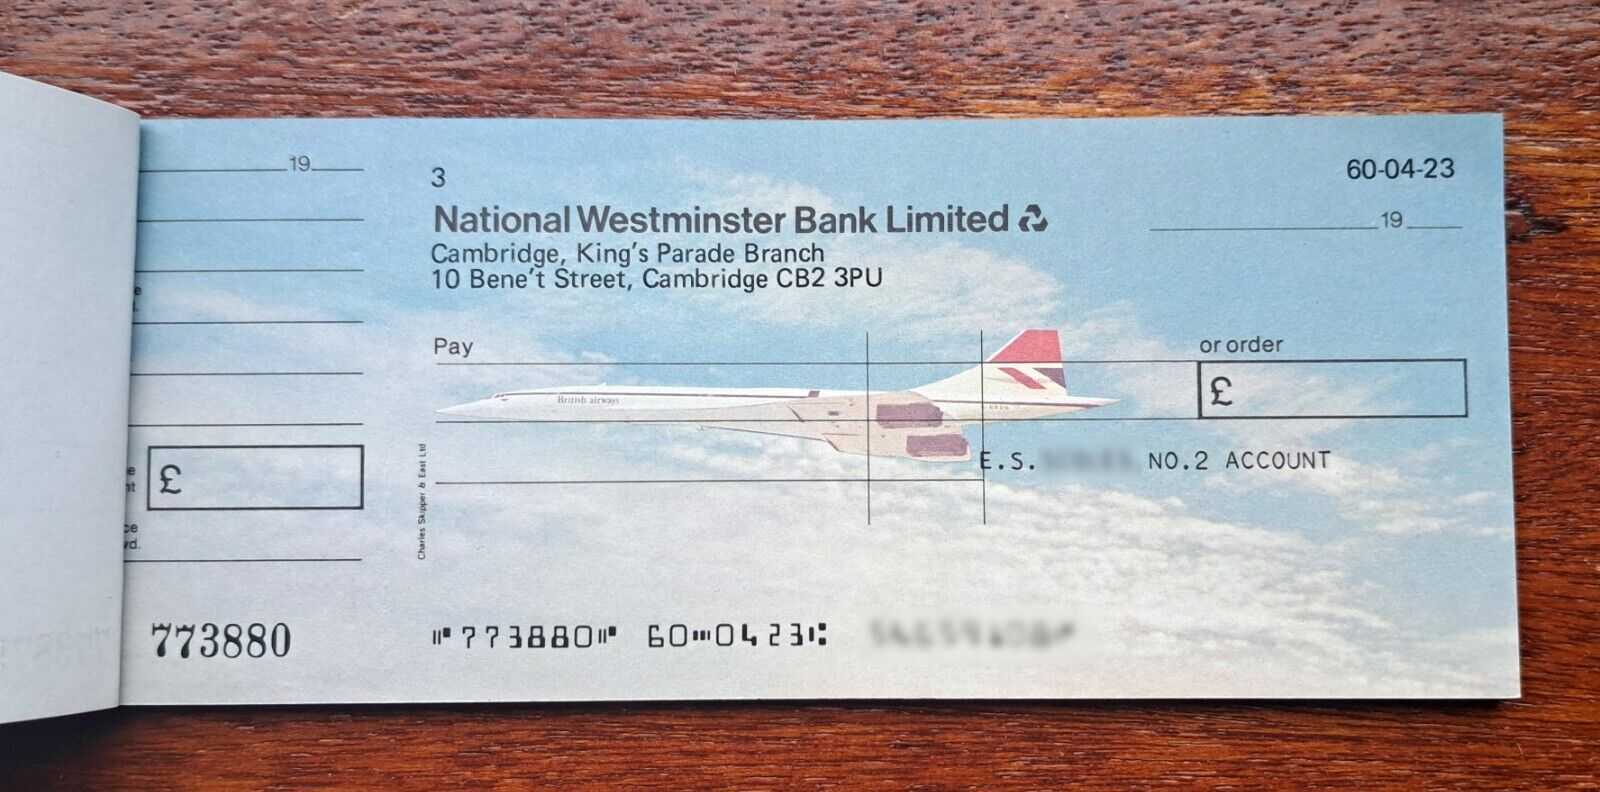 19
£
773880
3
60-04-23
National Westminster Bank Limited
19
Cambridge, King's Parade Branch
10 Bene't Street, Cambridge CB2 3PU
Pay
or order
£
British airways
E.S. NO.2 ACCOUNT
Charles Skipper & East Ltd
⑈773880⑈ 60⑉0423⑆